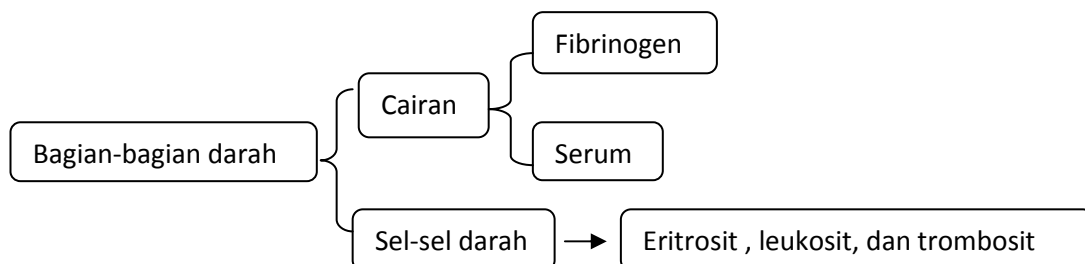 Fibrinogen
Cairan
Bagian-bagian darah
Serum
Sel-sel darah
Eritrosit , leukosit, dan trombosit